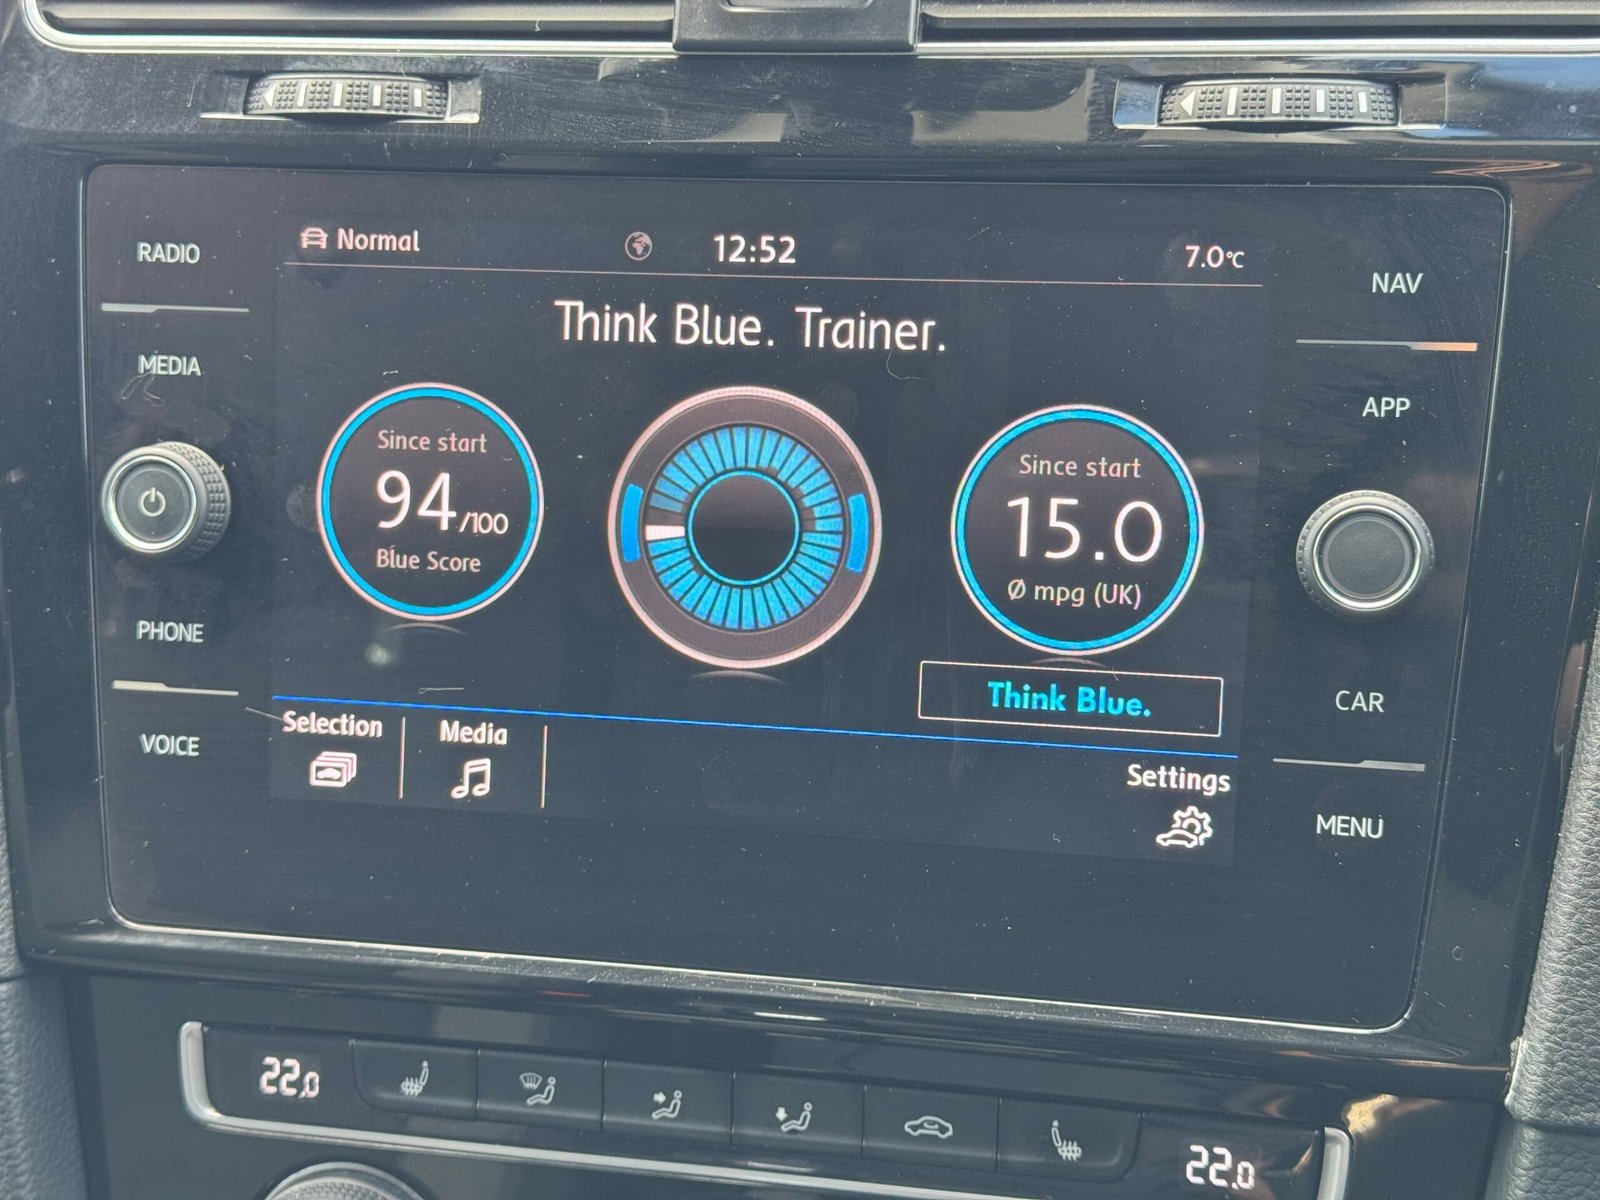 RADIO
MEDIA
PHONE
VOICE
Normal
12:52
7.0°C
Think Blue. Trainer.
Since start
94/100
Blue Score
Since start
15.0
Ø mpg (UK)
Think Blue.
Selection
Media
Settings
NAV
APP
CAR
MENU
22.0
22.0